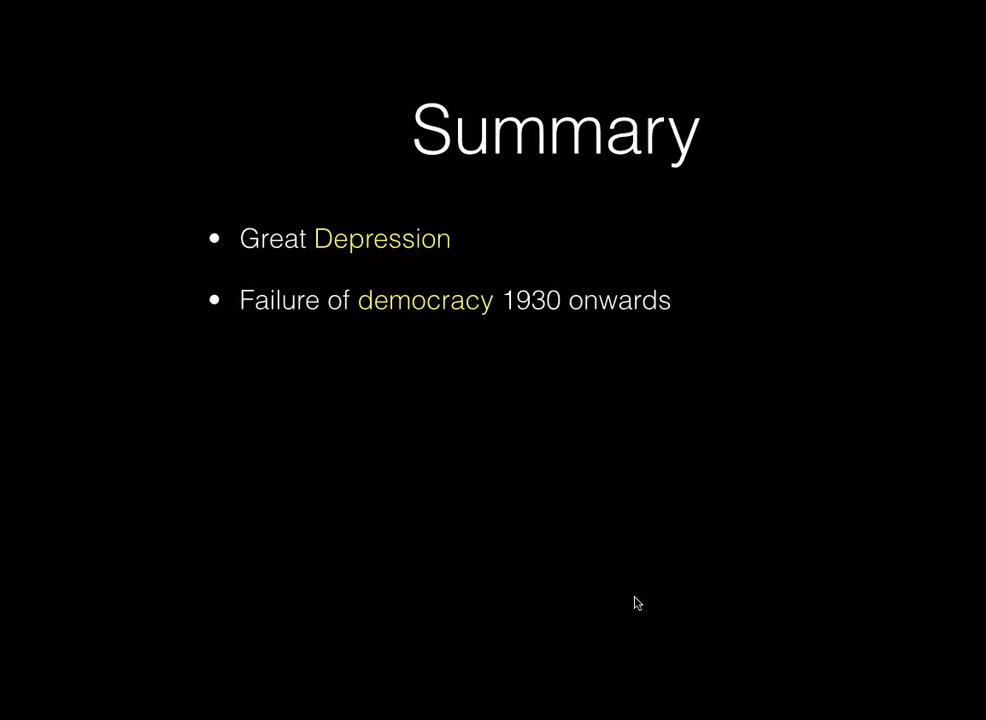 Summary
• Great Depression
• Failure of democracy 1930 onwards